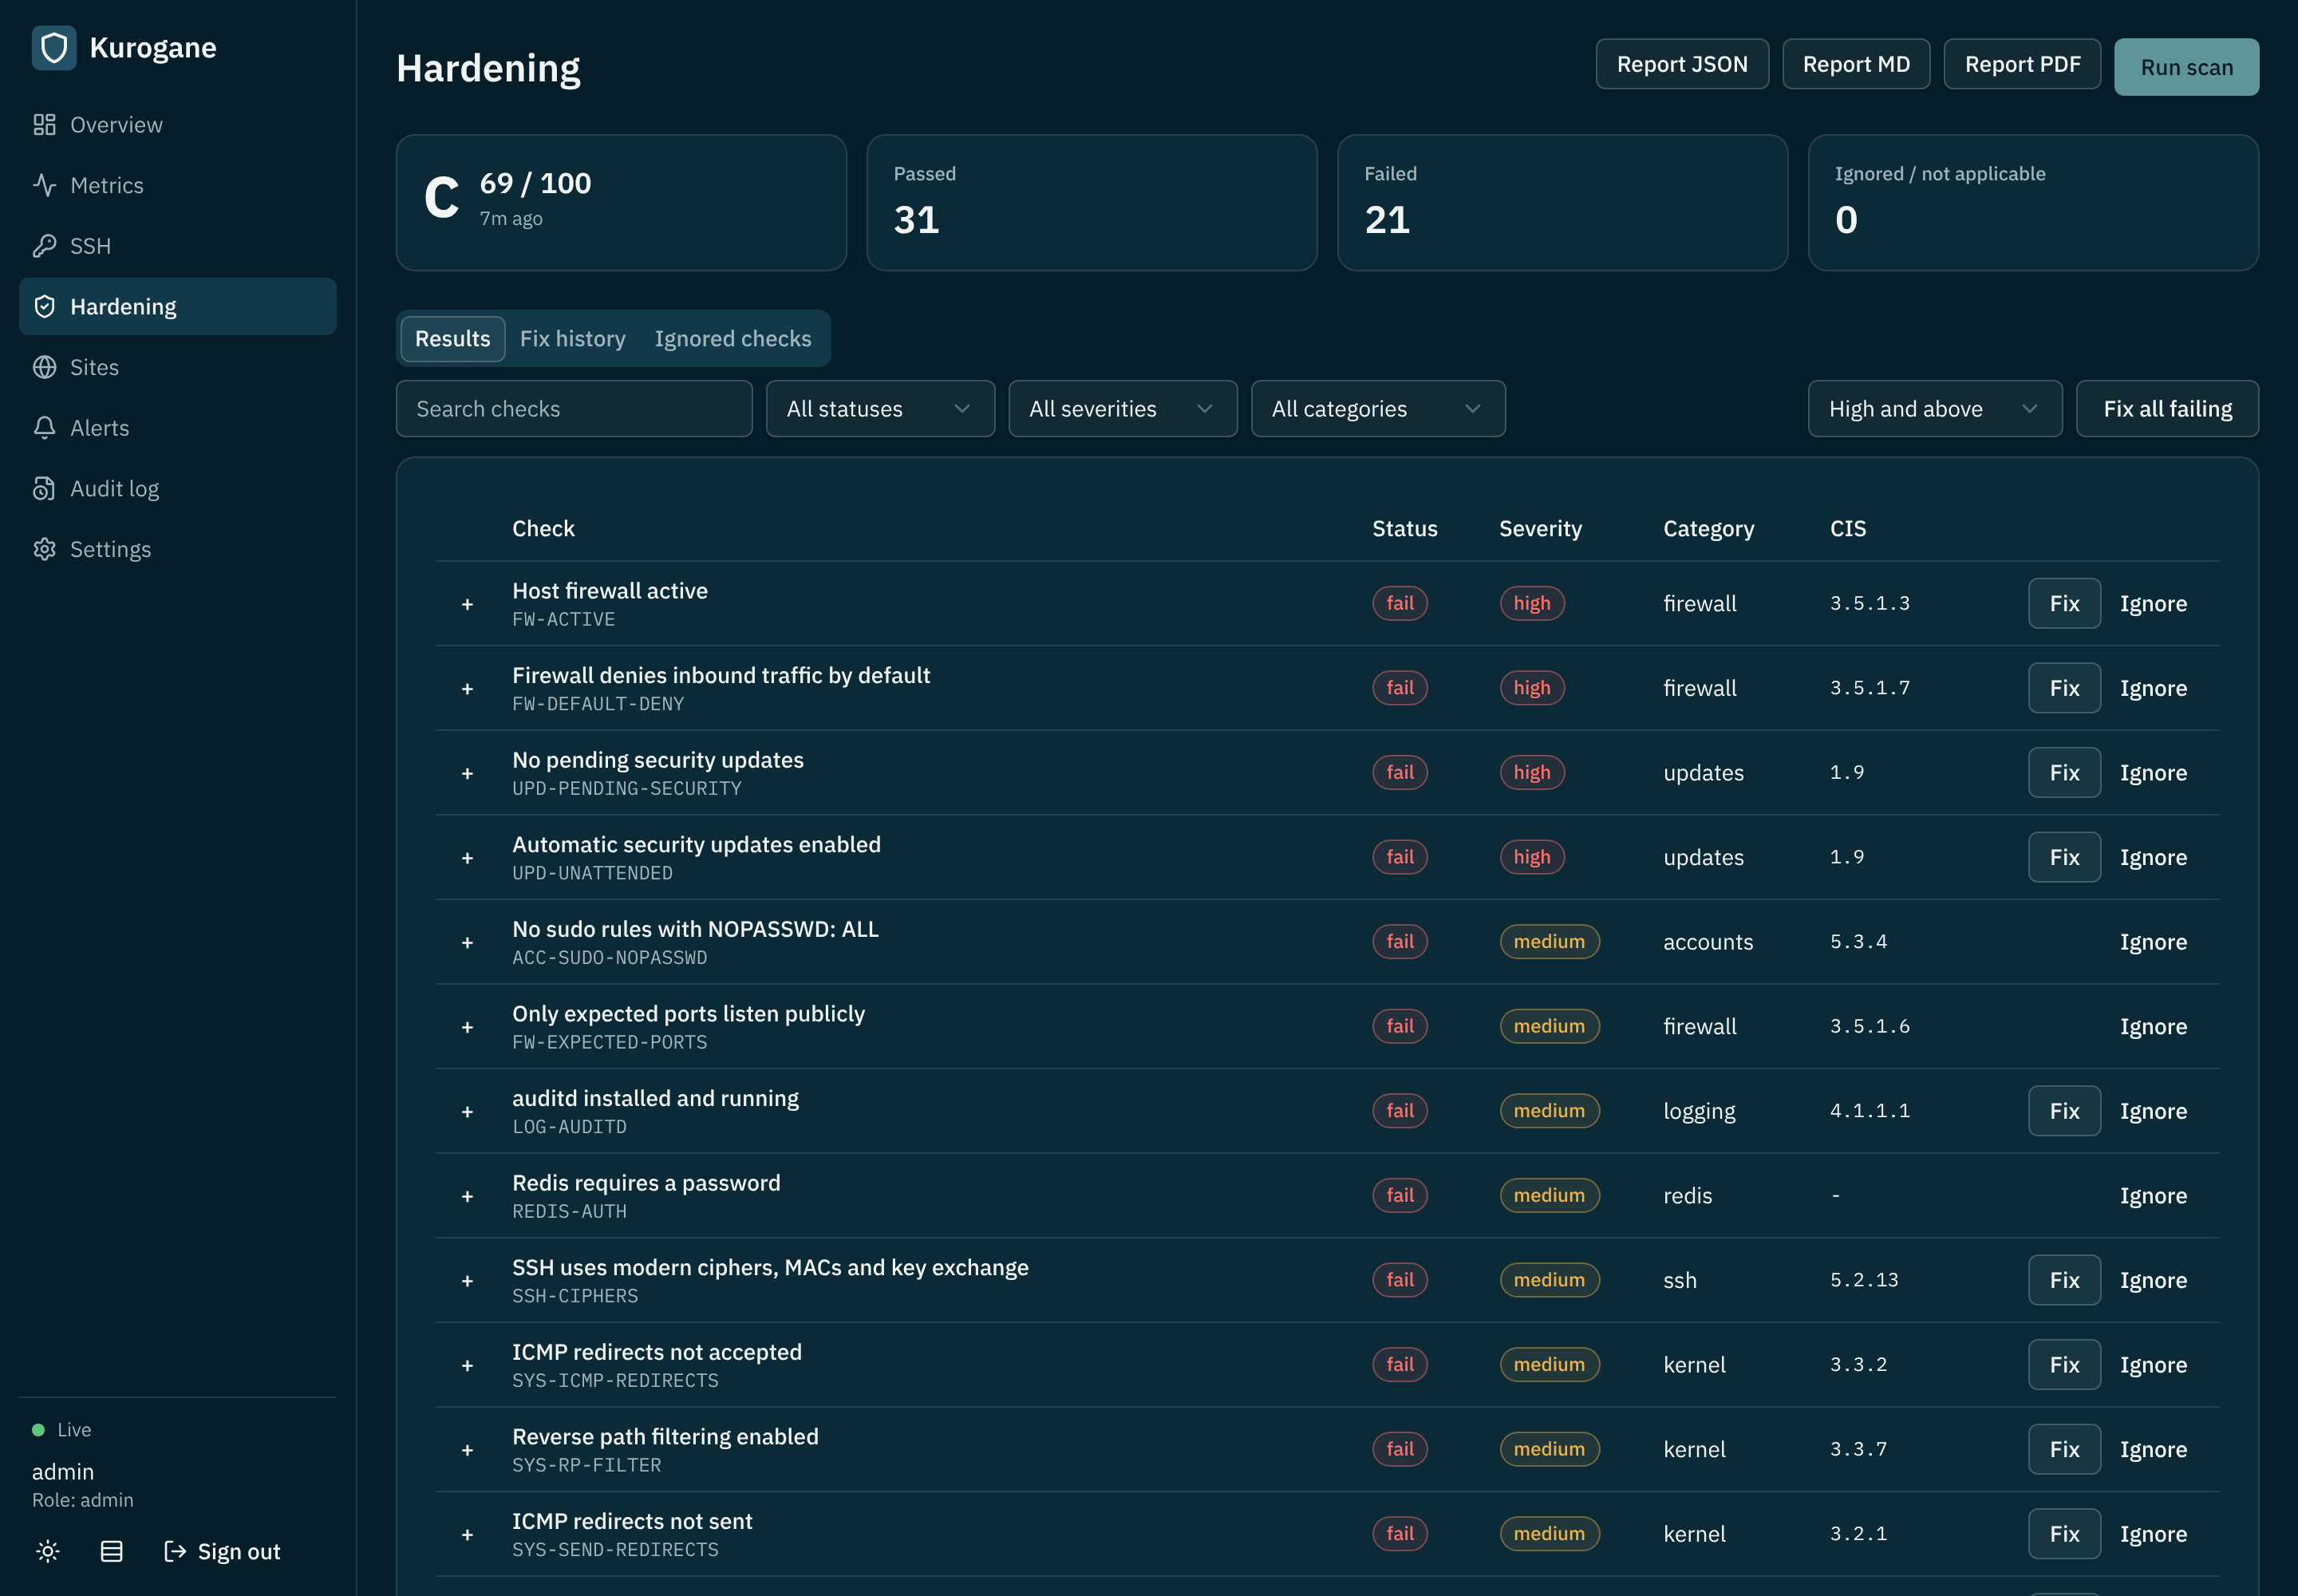 Kurogane
Overview
Metrics
SSH
Hardening
Sites
Alerts
Audit log
Settings
Live
admin
Role: admin
Sign out
Hardening
Report JSON
Report MD
Report PDF
Run scan
C
69 / 100
7m ago
Passed
31
Failed
21
Ignored / not applicable
0
Results
Fix history
Ignored checks
Search checks
All statuses
All severities
All categories
High and above
Fix all failing
Check Status Severity Category CIS
+ Host firewall active fail high firewall 3.5.1.3 Fix Ignore
FW-ACTIVE
+ Firewall denies inbound traffic by default fail high firewall 3.5.1.7 Fix Ignore
FW-DEFAULT-DENY
+ No pending security updates fail high updates 1.9 Fix Ignore
UPD-PENDING-SECURITY
+ Automatic security updates enabled fail high updates 1.9 Fix Ignore
UPD-UNATTENDED
+ No sudo rules with NOPASSWD: ALL fail medium accounts 5.3.4 Ignore
ACC-SUDO-NOPASSWD
+ Only expected ports listen publicly fail medium firewall 3.5.1.6 Ignore
FW-EXPECTED-PORTS
+ auditd installed and running fail medium logging 4.1.1.1 Fix Ignore
LOG-AUDITD
+ Redis requires a password fail medium redis - Ignore
REDIS-AUTH
+ SSH uses modern ciphers, MACs and key exchange fail medium ssh 5.2.13 Fix Ignore
SSH-CIPHERS
+ ICMP redirects not accepted fail medium kernel 3.3.2 Fix Ignore
SYS-ICMP-REDIRECTS
+ Reverse path filtering enabled fail medium kernel 3.3.7 Fix Ignore
SYS-RP-FILTER
+ ICMP redirects not sent fail medium kernel 3.2.1 Fix Ignore
SYS-SEND-REDIRECTS